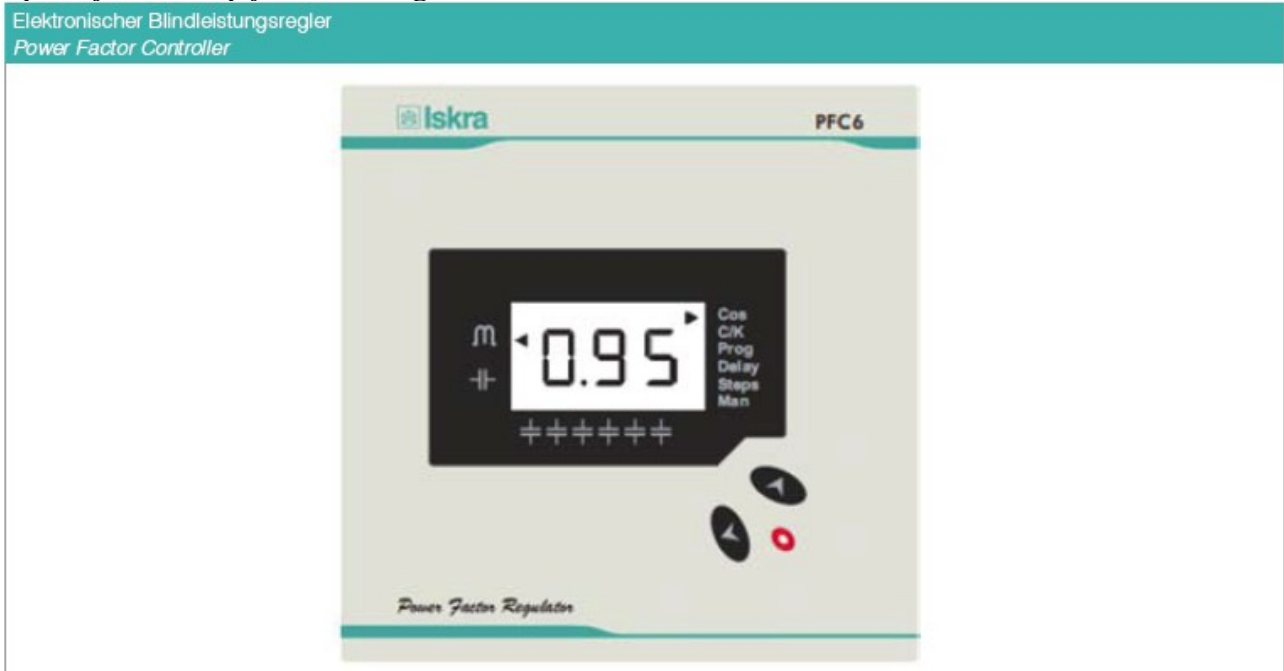 Elektronischer Blindleistungsregler
Power Factor Controller
Iskra
PFC6
0.95
Cos
C/K
Prog
Delay
Steps
Man
Power Factor Regulator